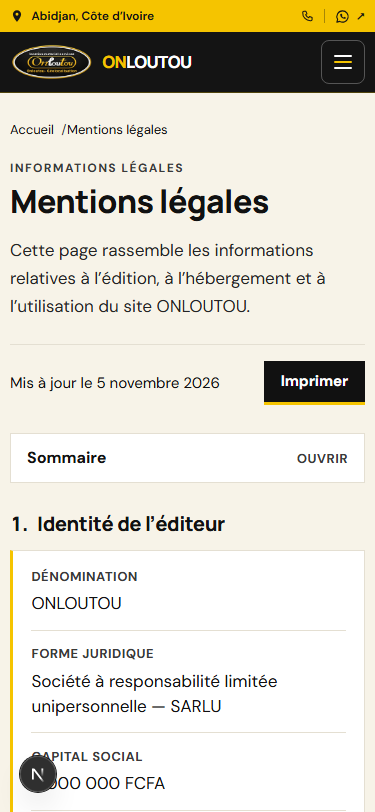 Abidjan, Côte d’Ivoire
Onloutou
ONLOUTOU
Accueil /Mentions légales
INFORMATIONS LÉGALES
Mentions légales
Cette page rassemble les informations
relatives à l’édition, à l’hébergement et à
l’utilisation du site ONLOUTOU.
Mis à jour le 5 novembre 2026
Imprimer
Sommaire
OUVRIR
1. Identité de l’éditeur
DÉNOMINATION
ONLOUTOU
FORME JURIDIQUE
Société à responsabilité limitée
unipersonnelle — SARLU
CAPITAL SOCIAL
000 FCFA
N